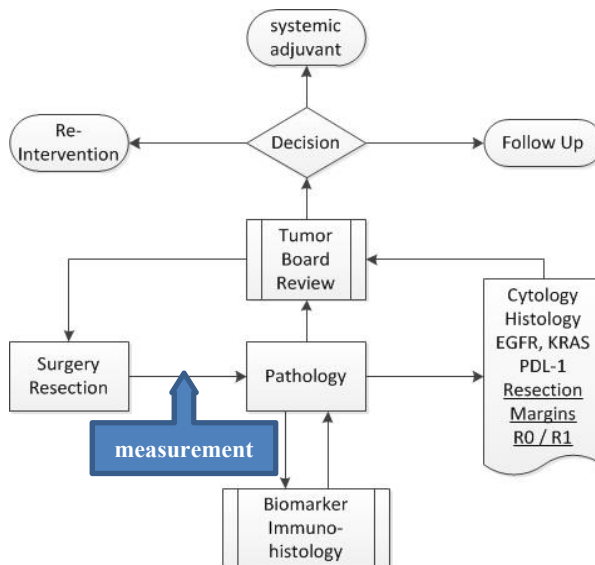 systemic
adjuvant
Re-
Intervention
Decision
Follow Up
Tumor
Board
Review
Cytology
Histology
EGFR, KRAS
PDL-1
Resection
Margins
R0 / R1
Surgery
Resection
Pathology
measurement
Biomarker
Immuno-
histology